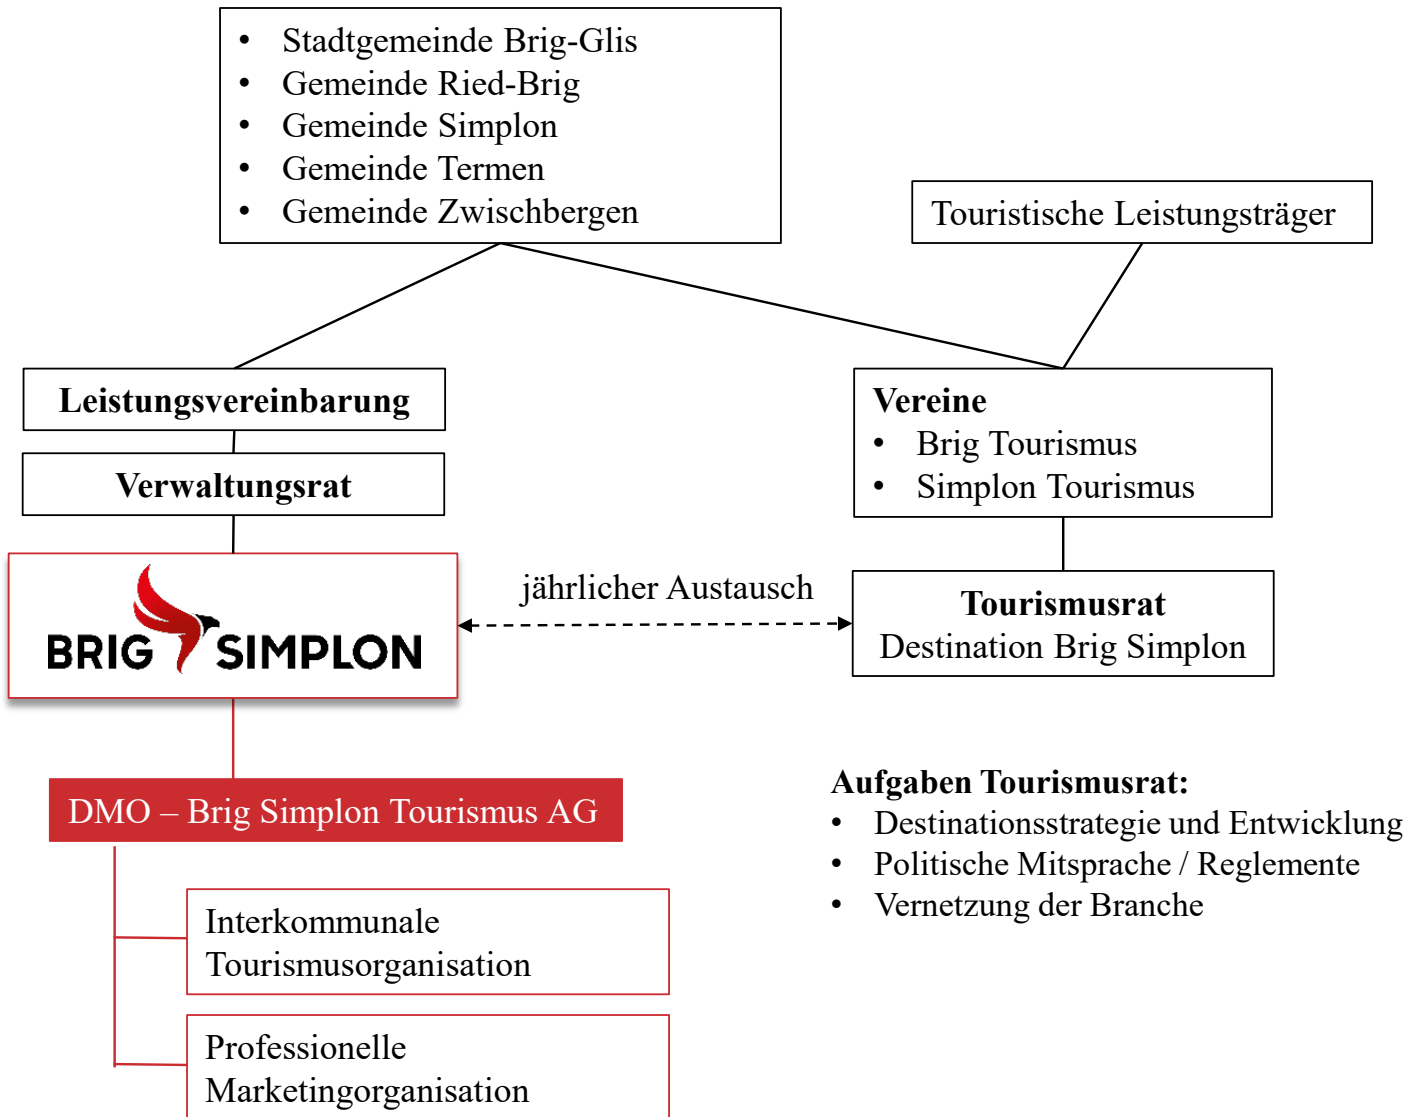 • Stadtgemeinde Brig-Glis
• Gemeinde Ried-Brig
• Gemeinde Simplon
• Gemeinde Termen
• Gemeinde Zwischbergen
Touristische Leistungsträger
Leistungsvereinbarung
Verwaltungsrat
Vereine
• Brig Tourismus
• Simplon Tourismus
BRIG SIMPLON
jährlicher Austausch
Tourismusrat
Destination Brig Simplon
DMO – Brig Simplon Tourismus AG
Interkommunale
Tourismusorganisation
Professionelle
Marketingorganisation
Aufgaben Tourismusrat:
• Destinationsstrategie und Entwicklung
• Politische Mitsprache / Reglemente
• Vernetzung der Branche